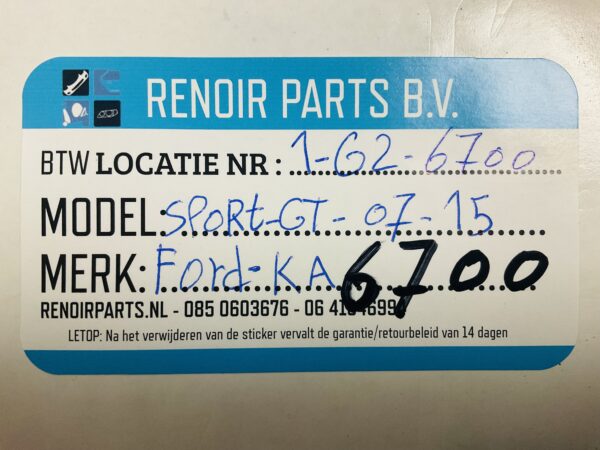 RENOIR PARTS B.V.
BTW LOCATIE NR : 1-G2-6700
MODEL: SPORt-GT-07-15
MERK: Ford-KA 6700
RENOIRPARTS.NL - 085 0603676 - 06
LETOP: Na het verwijderen van de sticker vervalt de garantie/retourbeleid van 14 dagen